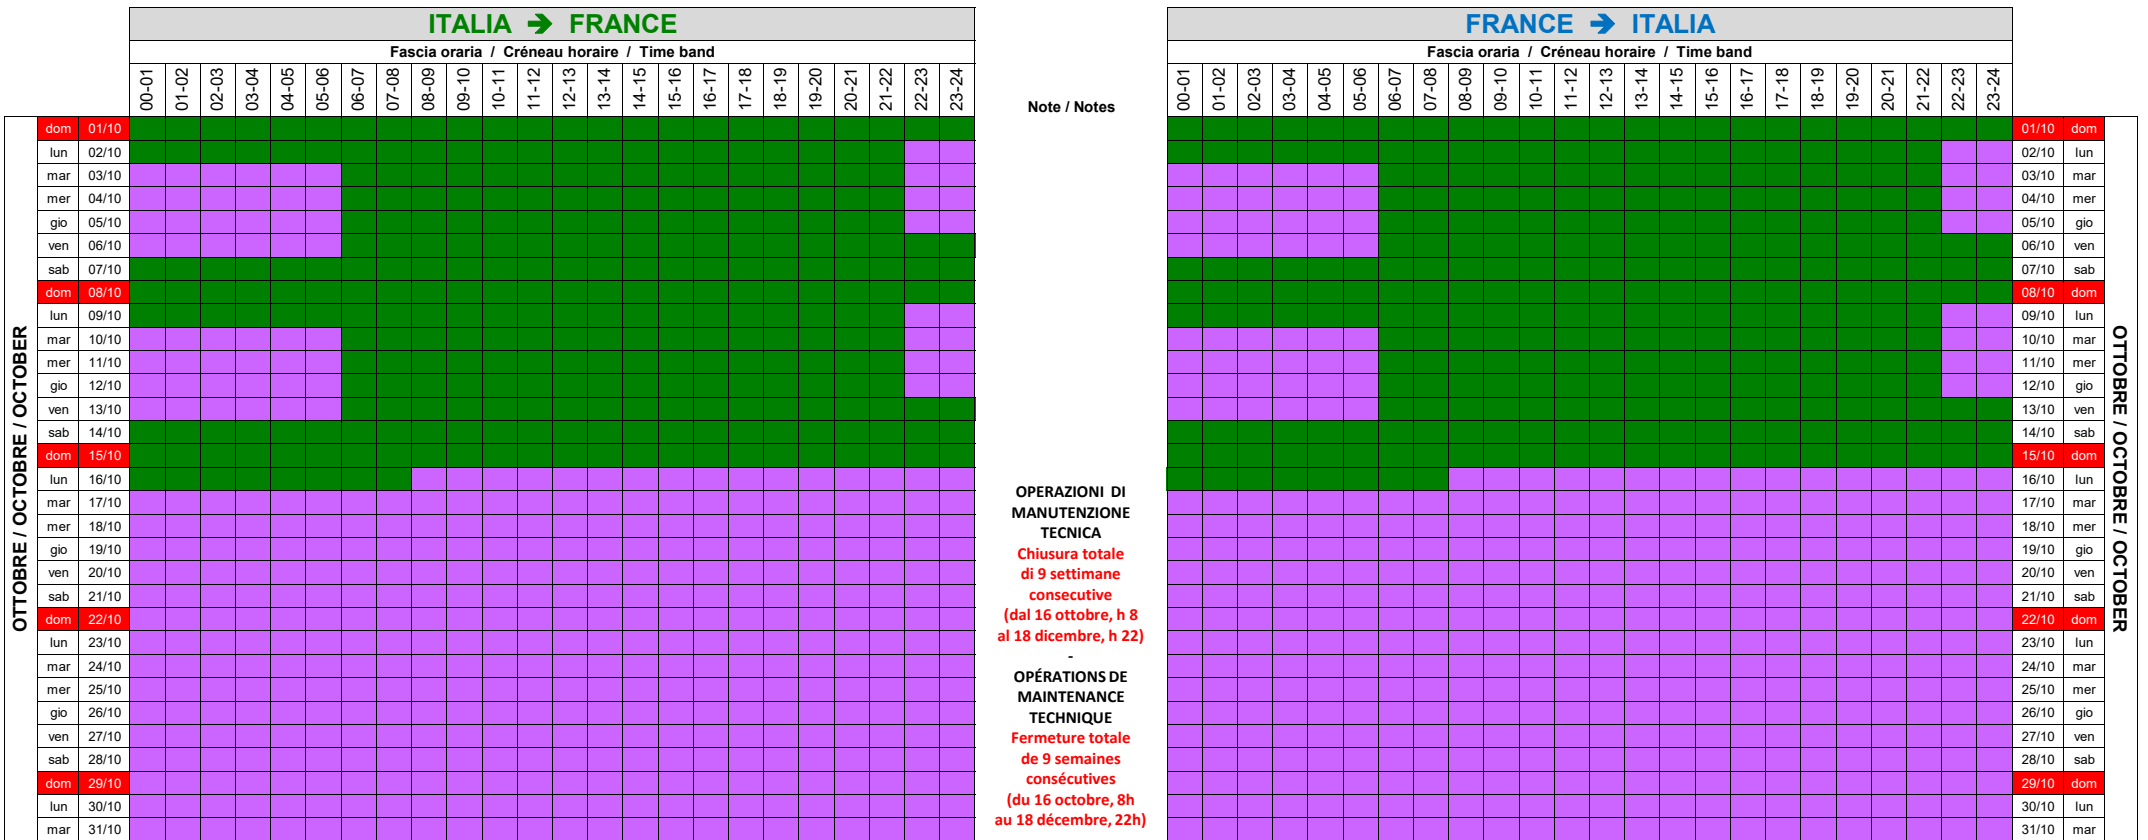 ITALIA ➔ FRANCE
FRANCE ➔ ITALIA
Fascia oraria / Créneau horaire / Time band
Fascia oraria / Créneau horaire / Time band
00-01 01-02 02-03 03-04 04-05 05-06 06-07 07-08 08-09 09-10 10-11 11-12 12-13 13-14 14-15 15-16 16-17 17-18 18-19 19-20 20-21 21-22 22-23 23-24
Note / Notes
00-01 01-02 02-03 03-04 04-05 05-06 06-07 07-08 08-09 09-10 10-11 11-12 12-13 13-14 14-15 15-16 16-17 17-18 18-19 19-20 20-21 21-22 22-23 23-24
OTTOBRE / OCTOBRE / OCTOBER
dom 01/10
lun 02/10
mar 03/10
mer 04/10
gio 05/10
ven 06/10
sab 07/10
dom 08/10
lun 09/10
mar 10/10
mer 11/10
gio 12/10
ven 13/10
sab 14/10
dom 15/10
lun 16/10
mar 17/10
mer 18/10
gio 19/10
ven 20/10
sab 21/10
dom 22/10
lun 23/10
mar 24/10
mer 25/10
gio 26/10
ven 27/10
sab 28/10
dom 29/10
lun 30/10
mar 31/10
OPERAZIONI DI
MANUTENZIONE
TECNICA
Chiusura totale
di 9 settimane
consecutive
(dal 16 ottobre, h 8
al 18 dicembre, h 22)
-
OPÉRATIONS DE
MAINTENANCE
TECHNIQUE
Fermeture totale
de 9 semaines
consécutives
(du 16 octobre, 8h
au 18 décembre, 22h)
01/10 dom
02/10 lun
03/10 mar
04/10 mer
05/10 gio
06/10 ven
07/10 sab
08/10 dom
09/10 lun
10/10 mar
11/10 mer
12/10 gio
13/10 ven
14/10 sab
15/10 dom
16/10 lun
17/10 mar
18/10 mer
19/10 gio
20/10 ven
21/10 sab
22/10 dom
23/10 lun
24/10 mar
25/10 mer
26/10 gio
27/10 ven
28/10 sab
29/10 dom
30/10 lun
31/10 mar
OTTOBRE / OCTOBRE / OCTOBER